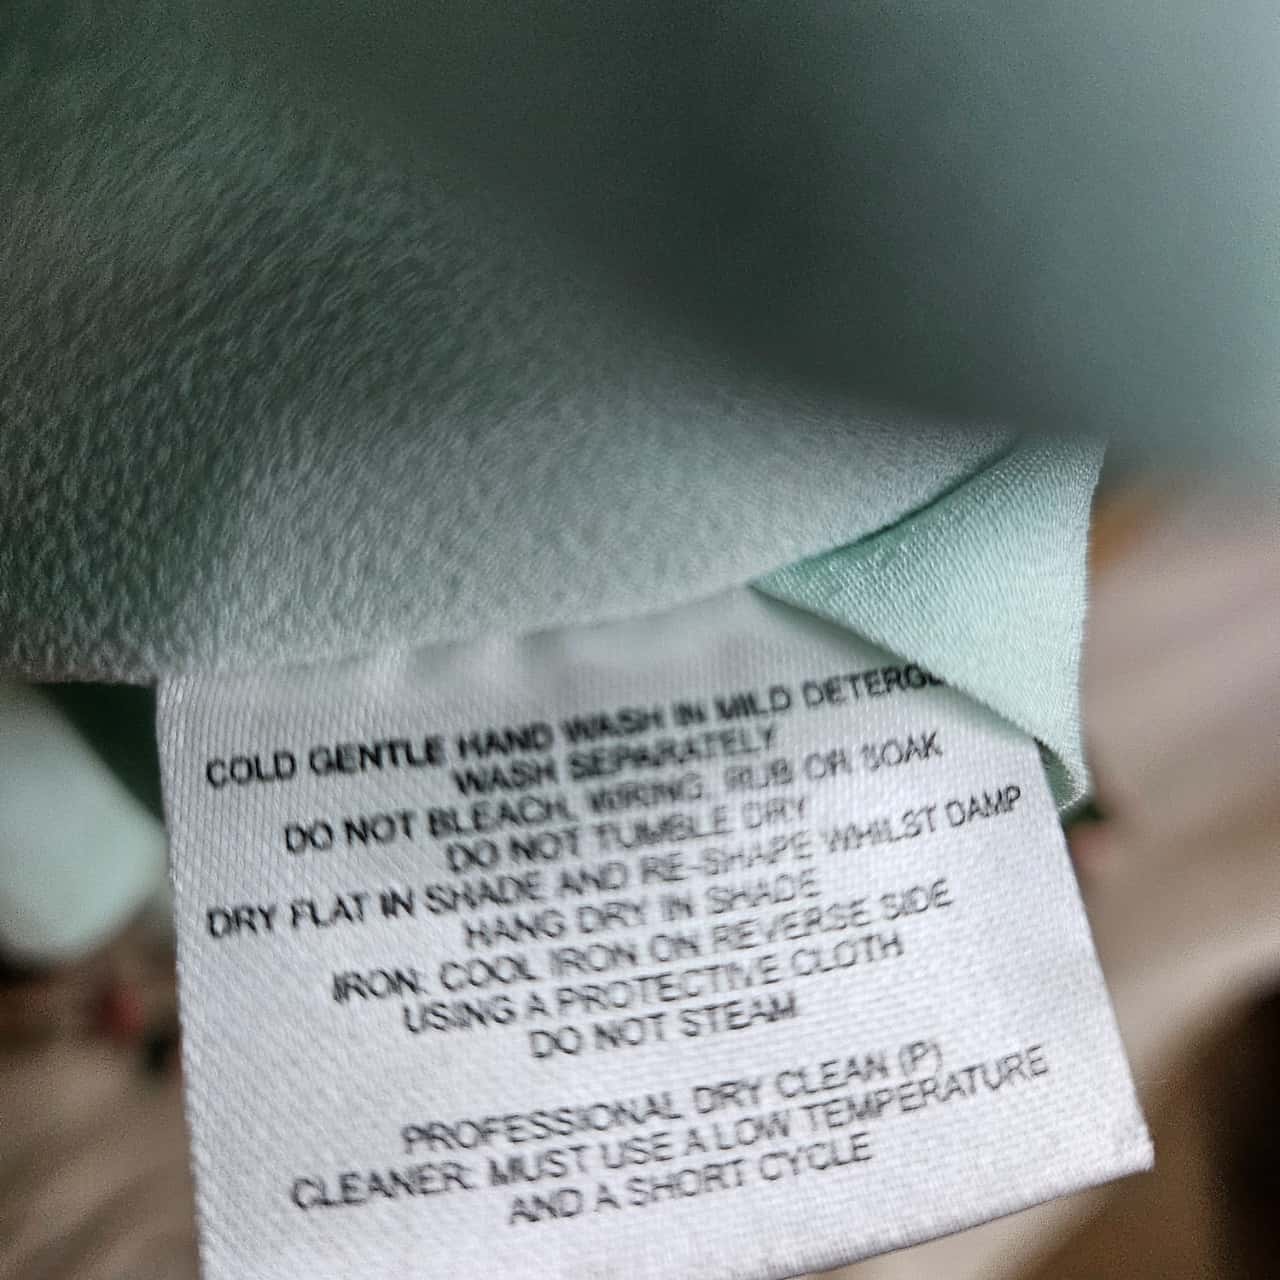 COLD GENTLE HAND WASH IN MILD
WASH SEPARATELY
DO NOT BLEACH, WRING, RUB OR SOAK
DO NOT TUMBLE DRY
DRY FLAT IN SHADE AND RE-SHAPE WHILST DAMP
HANG DRY IN SHADE
IRON: COOL IRON ON REVERSE SIDE
USING A PROTECTIVE CLOTH
DO NOT STEAM
PROFESSIONAL DRY CLEAN (P)
CLEANER: MUST USE A LOW TEMPERATURE
AND A SHORT CYCLE